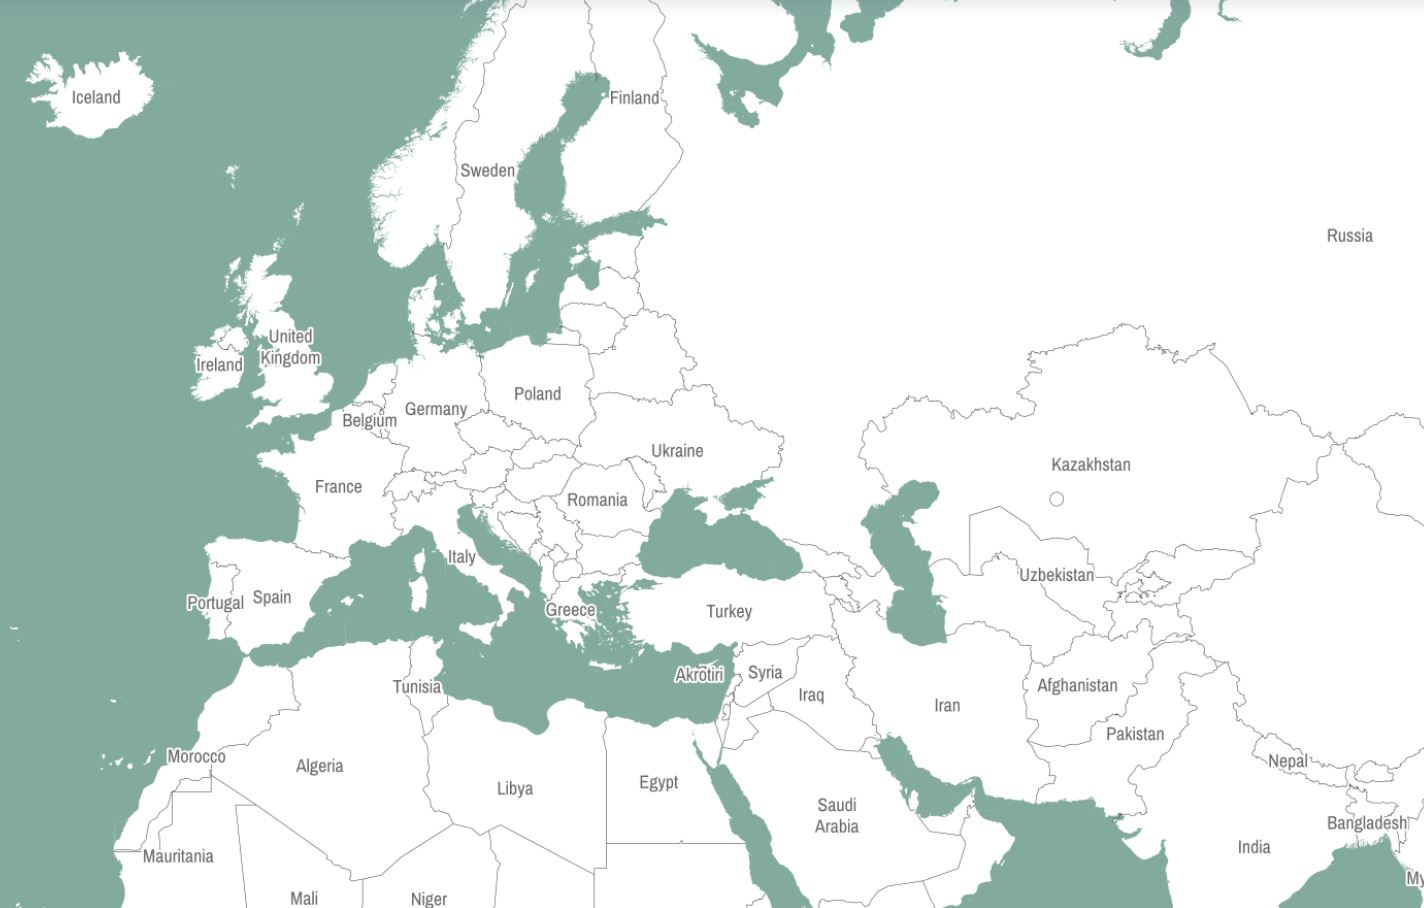 Iceland
Finland
Sweden
Russia
United
Kingdom
Ireland
Poland
Germany
Belgium
Ukraine
Kazakhstan
France
Romania
Italy
Uzbekistan
Spain
Portugal
Greece
Turkey
Syria
Akrotiri
Afghanistan
Tunisia
Iraq
Iran
Pakistan
Morocco
Nepal
Algeria
Egypt
Libya
Saudi
Arabia
Bangladesh
India
Mauritania
My
Mali
Niger